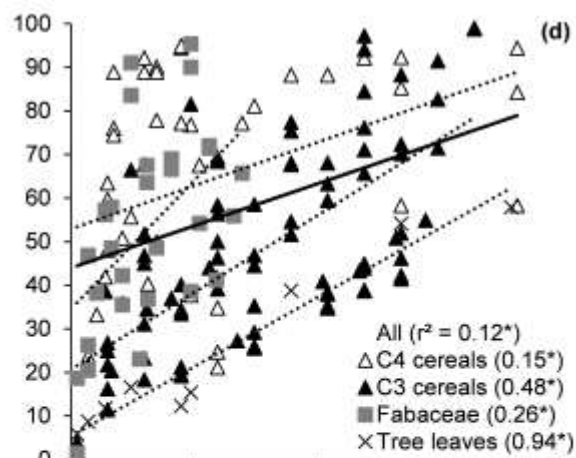 100
(d)
90
80
70
60
50
40
30
All (r² = 0.12*)
C4 cereals (0.15*)
20
C3 cereals (0.48*)
10
Fabaceae (0.26*)
Tree leaves (0.94*)
0